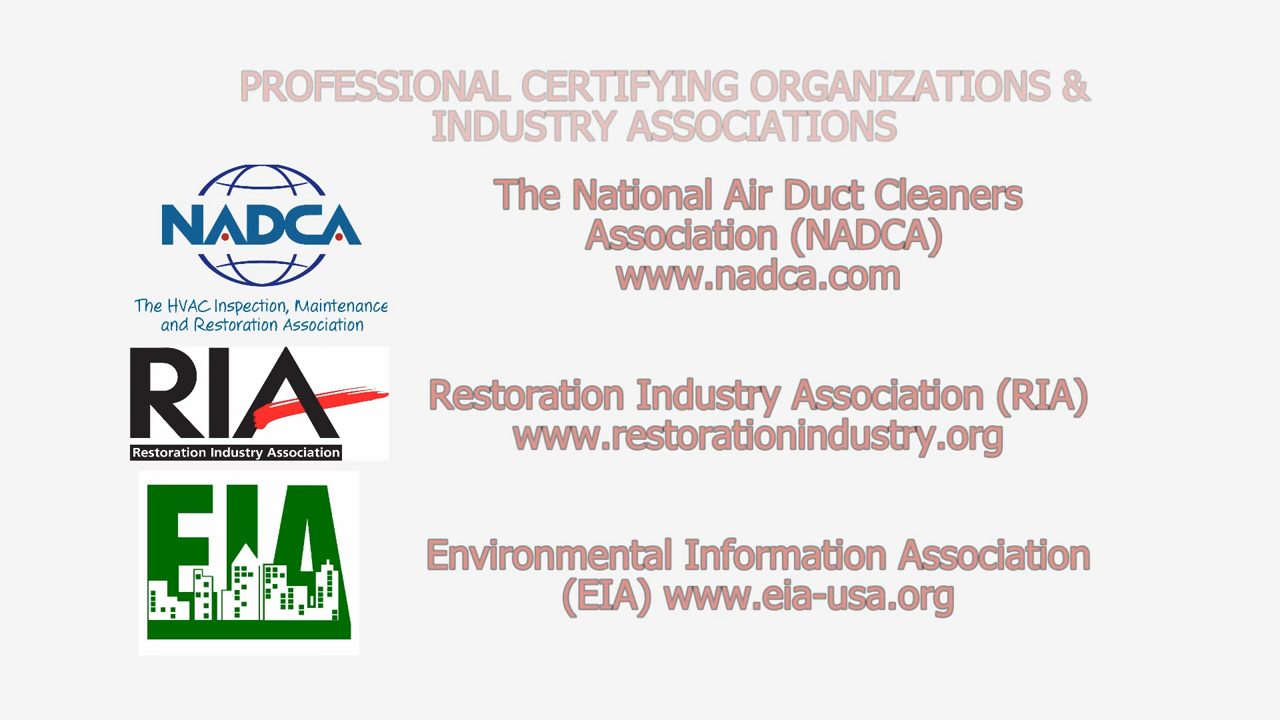 PROFESSIONAL CERTIFYING ORGANIZATIONS &
INDUSTRY ASSOCIATIONS
NADCA
The HVAC Inspection, Maintenance
and Restoration Association
The National Air Duct Cleaners
Association (NADCA)
www.nadca.com
RIA
Restoration Industry Association
Restoration Industry Association (RIA)
www.restorationindustry.org
EIA
Environmental Information Association
(EIA) www.eia-usa.org